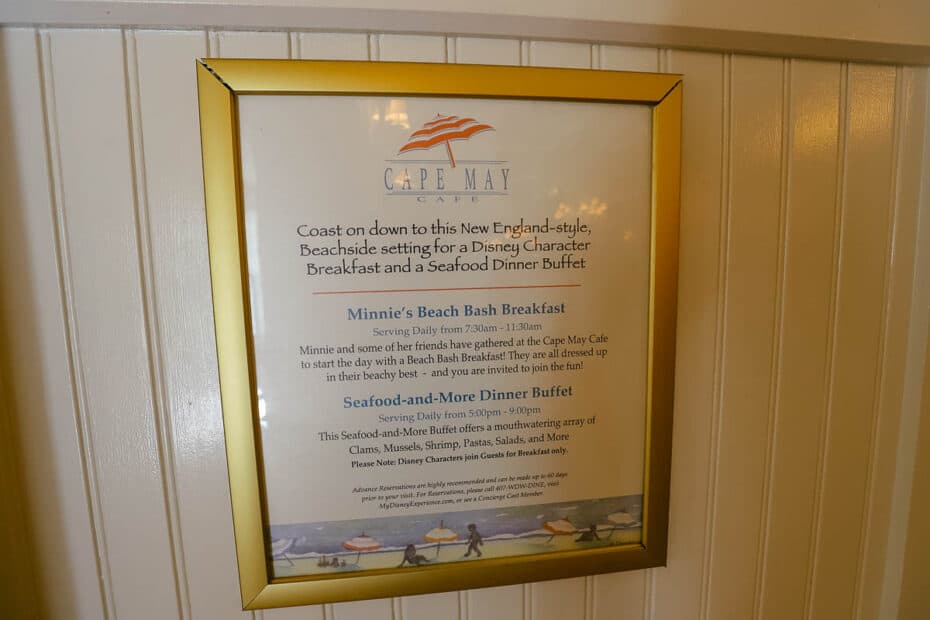 CAPE MAY
CAFE
Coast on down to this New England-style,
Beachside setting for a Disney Character
Breakfast and a Seafood Dinner Buffet
Minnie's Beach Bash Breakfast
Serving Daily from 7:30am - 11:30am
Minnie and some of her friends have gathered at the Cape May Cafe
to start the day with a Beach Bash Breakfast! They are all dressed up
in their beachy best - and you are invited to join the fun!
Seafood-and-More Dinner Buffet
Serving Daily from 5:00pm - 9:00pm
This Seafood-and-More Buffet offers a mouthwatering array of
Clams, Mussels, Shrimp, Pastas, Salads, and More
Please Note: Disney Characters join Guests for Breakfast only.
Advance Reservations are highly recommended and can be made up to 60 days
prior to your visit. For Reservations, please call 407-WDW-DINE, visit
MyDisneyExperience.com, or see a Concierge Cast Member.